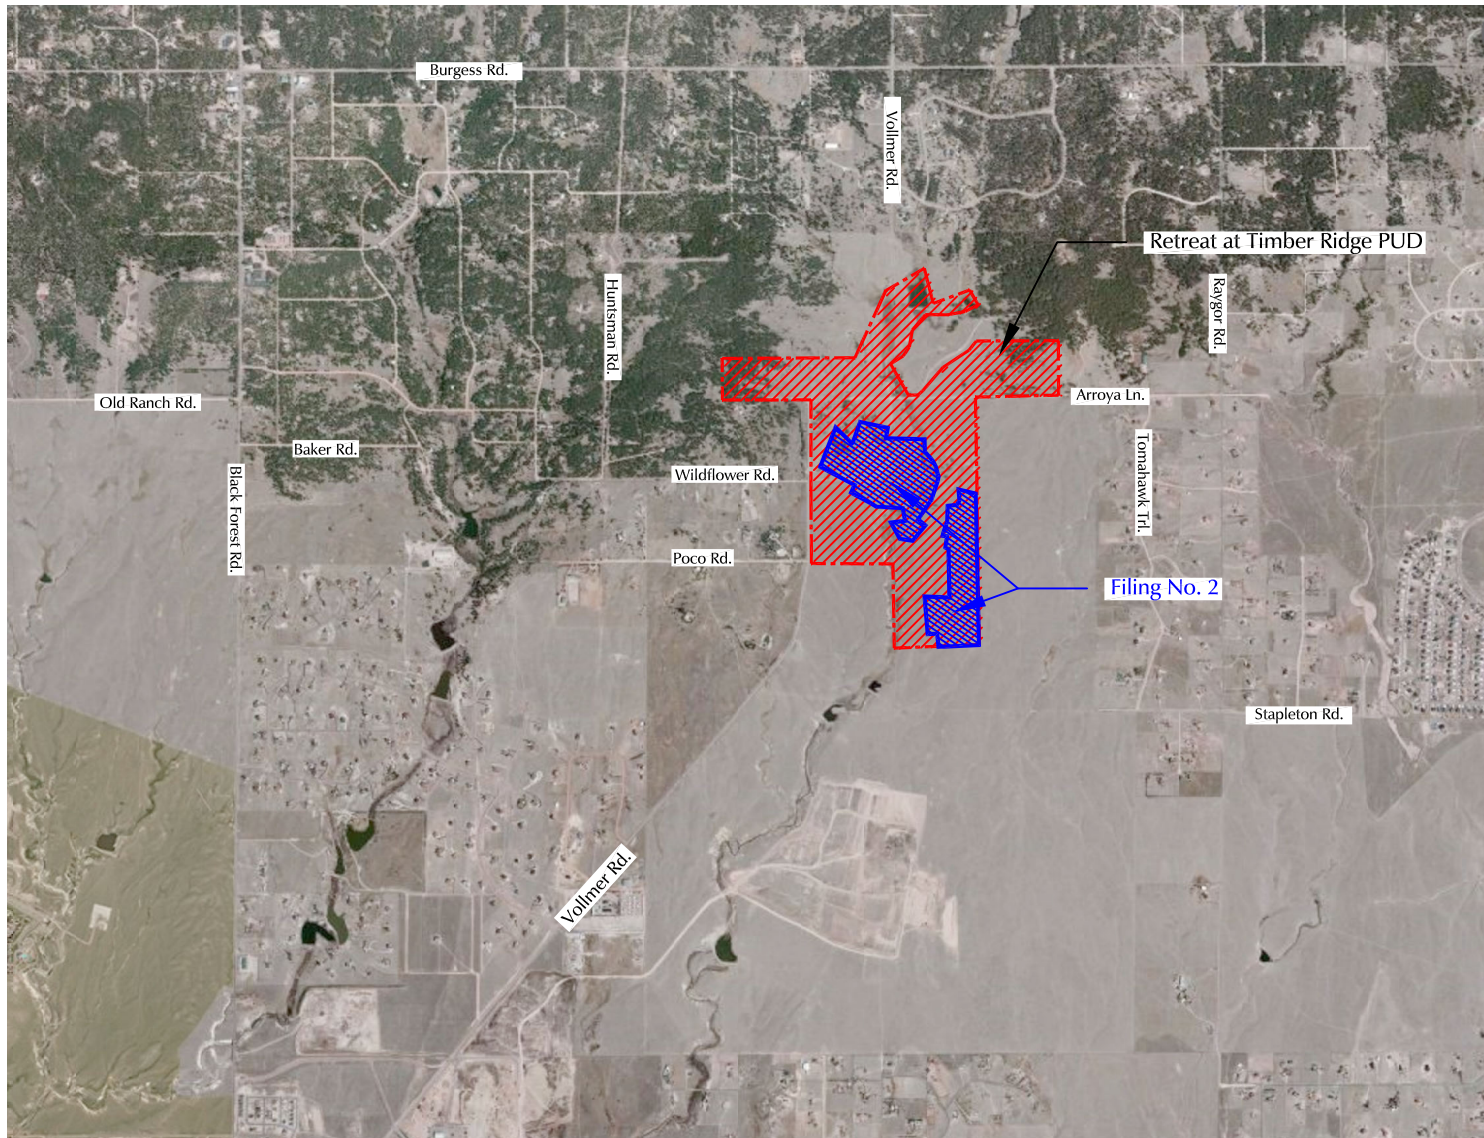 Burgess Rd.
Vollmer Rd.
Retreat at Timber Ridge PUD
Huntsman Rd.
Raygor Rd.
Old Ranch Rd.
Arroya Ln.
Baker Rd.
Tomahawk Trl.
Black Forest Rd.
Wildflower Rd.
Poco Rd.
Filing No. 2
Stapleton Rd.
Vollmer Rd.